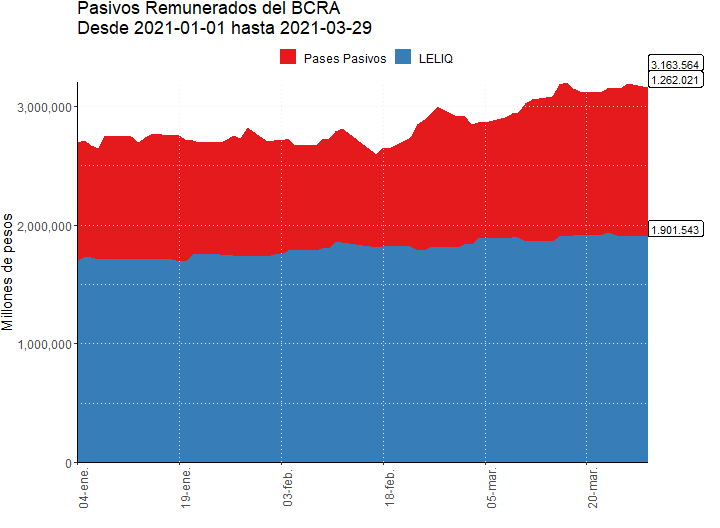 Pasivos Remunerados del BCRA
Desde 2021-01-01 hasta 2021-03-29
Pases Pasivos LELIQ
3.163.564
1.262.021
3,000,000
2,000,000
1.901.543
1,000,000
0
Millones de pesos
04-ene. 19-ene. 03-feb. 18-feb. 05-mar. 20-mar.